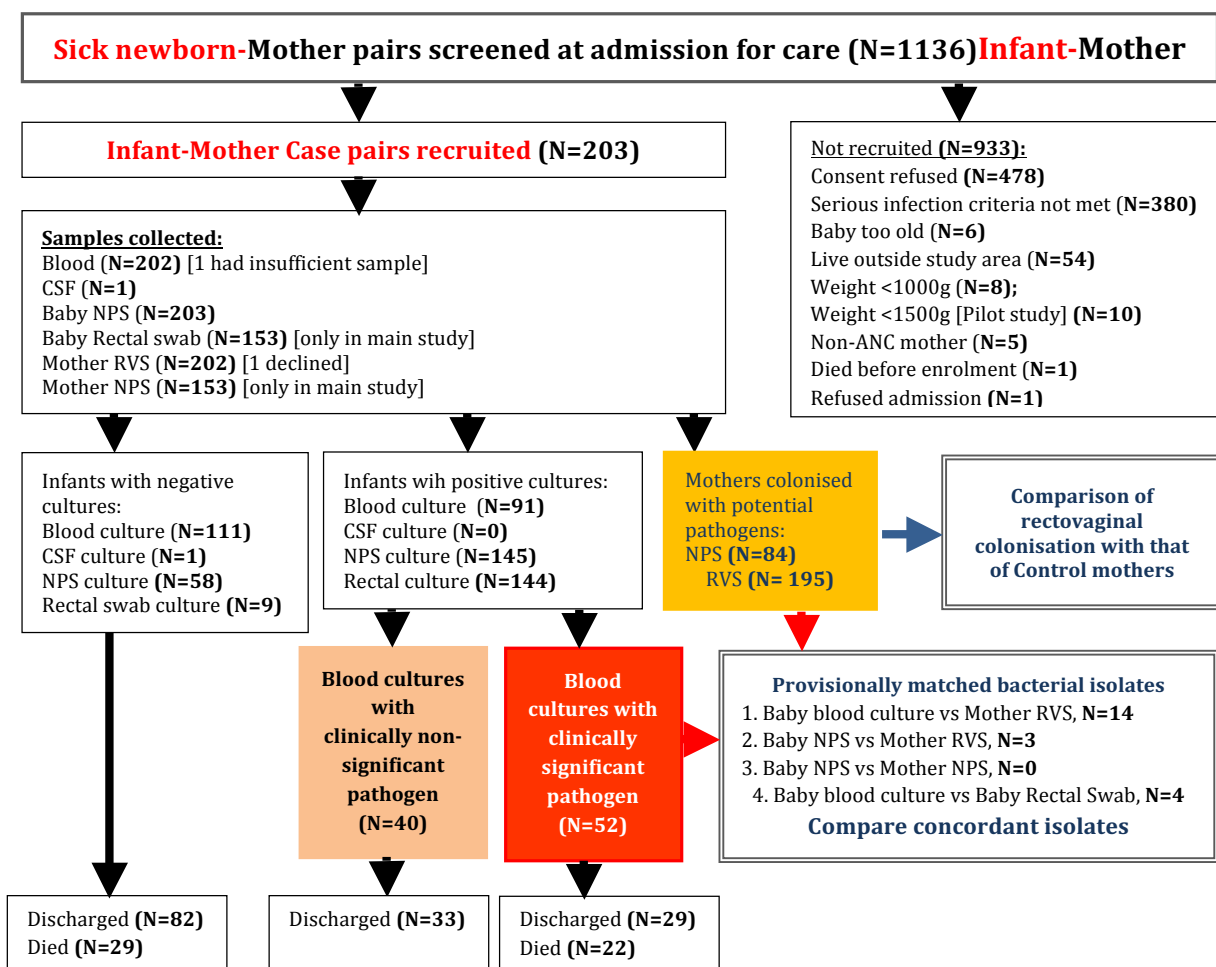 Sick newborn-Mother pairs screened at admission for care (N=1136)Infant-Mother
Infant-Mother Case pairs recruited (N=203)
Not recruited (N=933):
Consent refused (N=478)
Serious infection criteria not met (N=380)
Baby too old (N=6)
Live outside study area (N=54)
Weight <1000g (N=8);
Weight <1500g [Pilot study] (N=10)
Non-ANC mother (N=5)
Died before enrolment (N=1)
Refused admission (N=1)
Samples collected:
Blood (N=202) [1 had insufficient sample]
CSF (N=1)
Baby NPS (N=203)
Baby Rectal swab (N=153) [only in main study]
Mother RVS (N=202) [1 declined]
Mother NPS (N=153) [only in main study]
Infants with negative
cultures:
Blood culture (N=111)
CSF culture (N=1)
NPS culture (N=58)
Rectal swab culture (N=9)
Infants wih positive cultures:
Blood culture (N=91)
CSF culture (N=0)
NPS culture (N=145)
Rectal culture (N=144)
Mothers colonised
with potential
pathogens:
NPS (N=84)
RVS (N= 195)
Comparison of
rectovaginal
colonisation with that
of Control mothers
Blood cultures
with
clinically non-
significant
pathogen
(N=40)
Blood
cultures with
clinically
significant
pathogen
(N=52)
Provisionally matched bacterial isolates
1. Baby blood culture vs Mother RVS, N=14
2. Baby NPS vs Mother RVS, N=3
3. Baby NPS vs Mother NPS, N=0
4. Baby blood culture vs Baby Rectal Swab, N=4
Compare concordant isolates
Discharged (N=82)
Died (N=29)
Discharged (N=33)
Discharged (N=29)
Died (N=22)